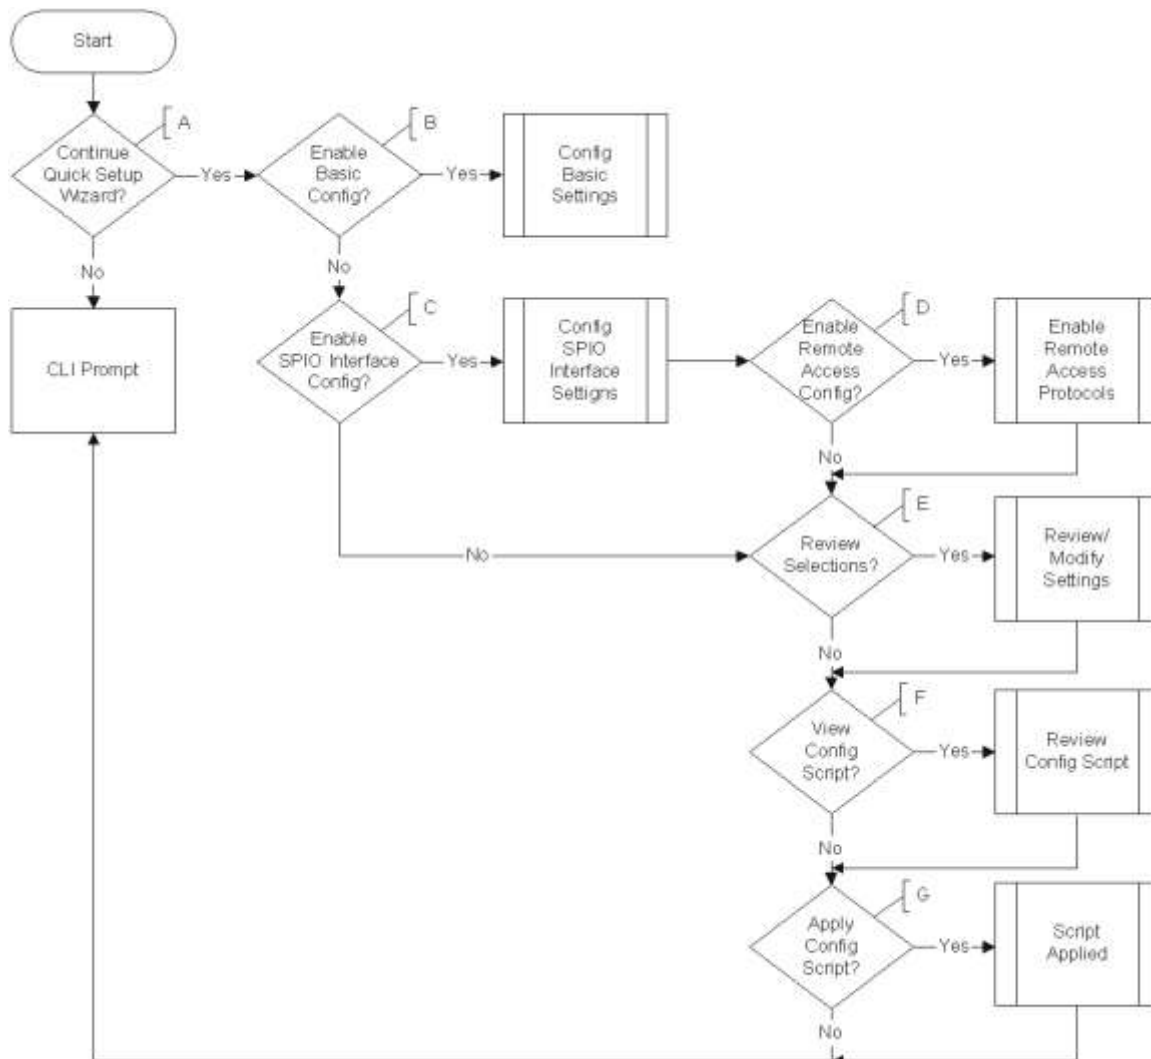 Start
A
Continue
Quick Setup
Wizard?
Yes
B
Enable
Basic
Config?
Yes
Config
Basic
Settings
No
No
CLI Prompt
C
Enable
SPIO Interface
Config?
Yes
Config
SPIO
Interface
Settigns
D
Enable
Remote
Access
Config?
Yes
Enable
Remote
Access
Protocols
No
No
E
Review
Selections?
Yes
Review/
Modify
Settings
No
F
View
Config
Script?
Yes
Review
Config Script
No
G
Apply
Config
Script?
Yes
Script
Applied
No